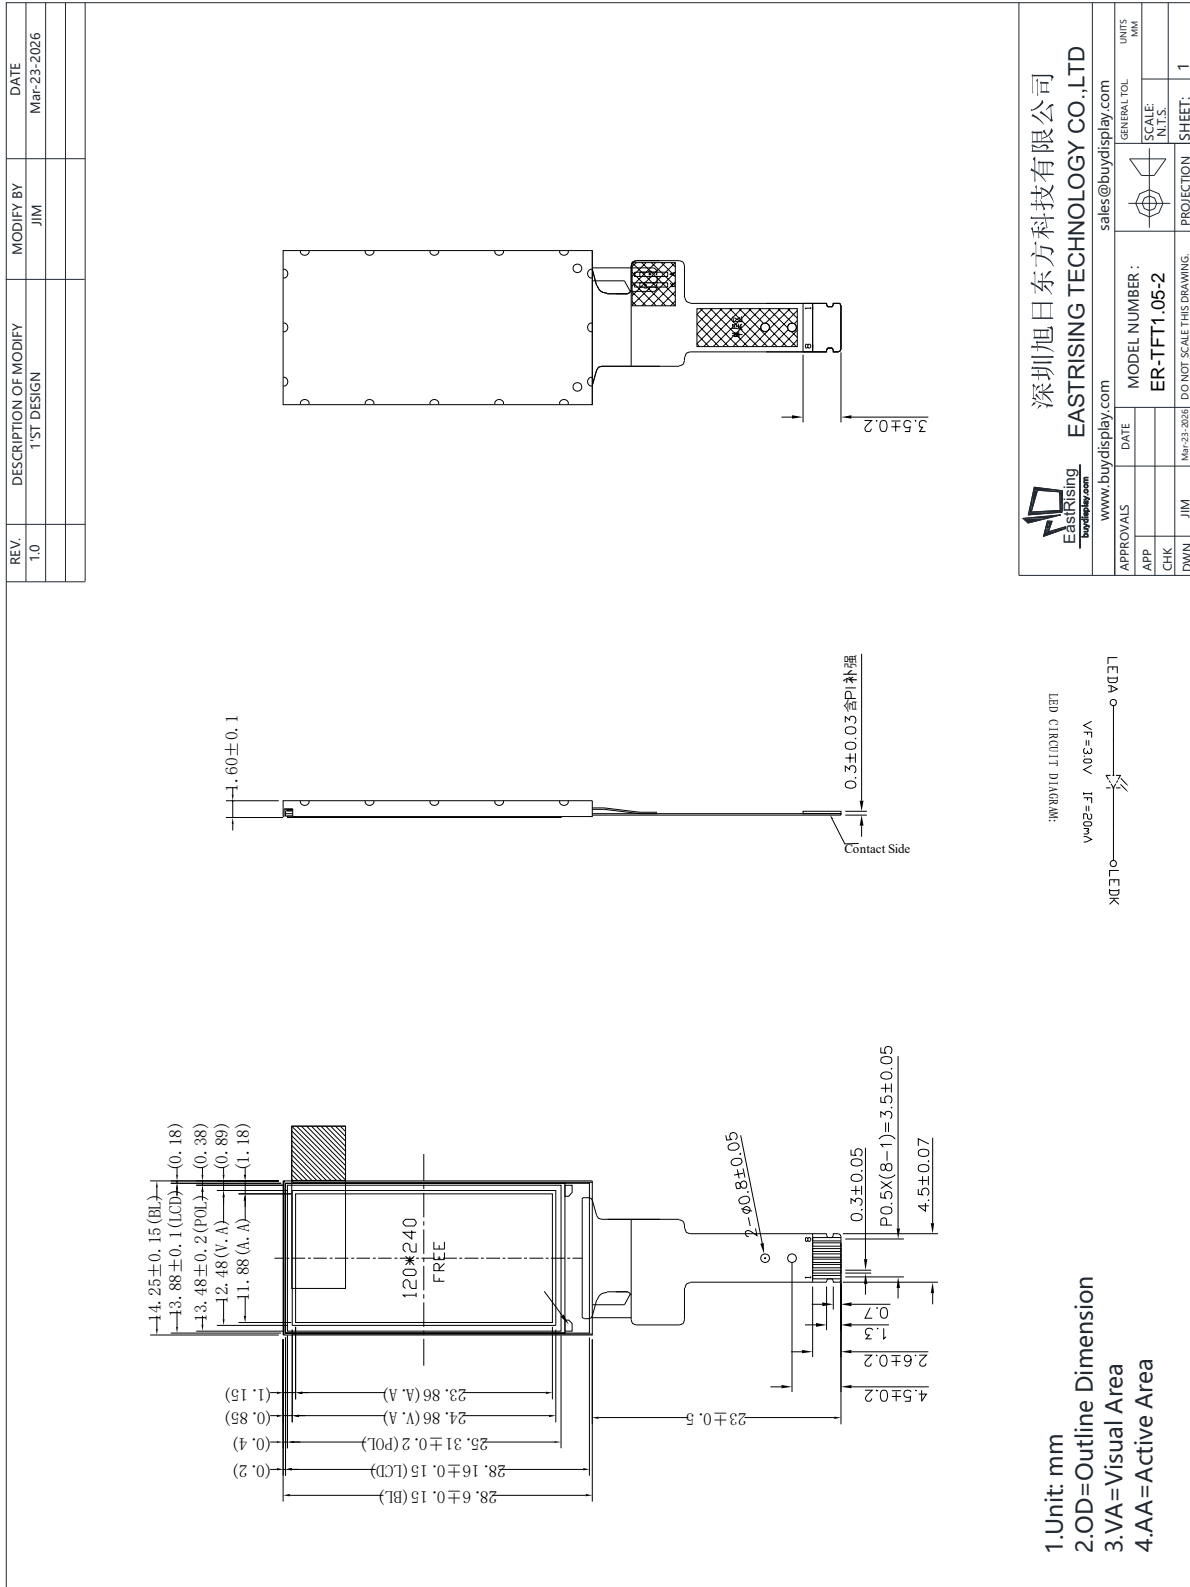 REV.
DESCRIPTION OF MODIFY
MODIFY BY
DATE
1.0
1'ST DESIGN
JIM
Mar-23-2026
14.25±0.15(BL)
13.88±0.1(LCD)
13.48±0.2(POL)
12.48(V.A)
11.88(A.A)
(0.18)
(0.38)
(0.89)
(1.18)
120*240
FREE
(1.15)
23.86(A.A)
(0.85)
24.86(V.A)
(0.4)
25.31±0.2(POL)
(0.2)
28.16±0.15(LCD)
28.6±0.15(BL)
23±0.5
2-ø0.8±0.05
1
8
0.3±0.05
P0.5X(8-1)=3.5±0.05
4.5±0.07
0.7
1.3
2.6±0.2
4.5±0.2
1.60±0.1
0.3±0.03含PI补强
Contact Side
8
1
3.5±0.2
LED CIRCUIT DIAGRAM:
VF=3.0V IF=20mA
LEDA
LEDK
1.Unit: mm
2.OD=Outline Dimension
3.VA=Visual Area
4.AA=Active Area
EastRising
buydisplay.com
深圳旭日东方科技有限公司
EASTRISING TECHNOLOGY CO.,LTD
www.buydisplay.com
sales@buydisplay.com
APPROVALS
DATE
APP
CHK
DWN
JIM
Mar-23-2026
MODEL NUMBER :
ER-TFT1.05-2
DO NOT SCALE THIS DRAWING.
PROJECTION
GENERAL TOL
UNITS
MM
SCALE:
N.T.S.
SHEET:
1